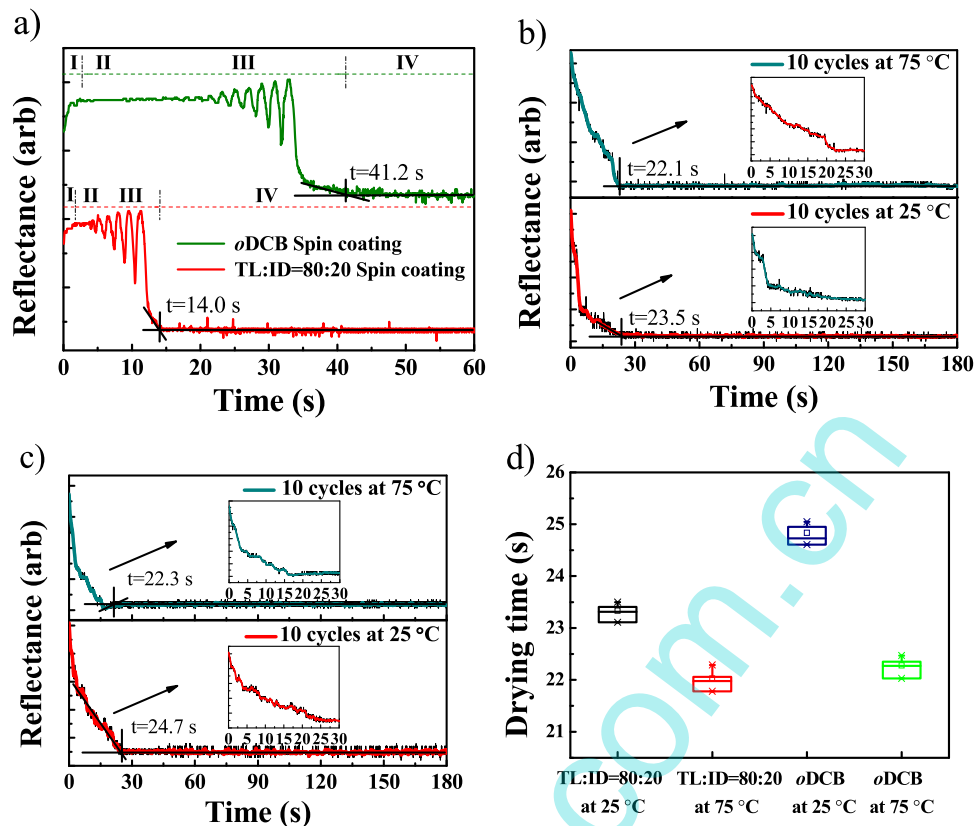 a)
I II III IV
t=41.2 s
I II III IV
oDCB Spin coating
TL:ID=80:20 Spin coating
t=14.0 s
Reflectance (arb)
0 10 20 30 40 50 60
Time (s)
b)
10 cycles at 75 °C
0 5 10 15 20 25 30
t=22.1 s
10 cycles at 25 °C
0 5 10 15 20 25 30
t=23.5 s
Reflectance (arb)
0 30 60 90 120 150 180
Time (s)
c)
10 cycles at 75 °C
0 5 10 15 20 25 30
t=22.3 s
10 cycles at 25 °C
0 5 10 15 20 25 30
t=24.7 s
Reflectance (arb)
0 30 60 90 120 150 180
Time (s)
d)
26
25
24
23
22
21
Drying time (s)
TL:ID=80:20 TL:ID=80:20 oDCB oDCB
at 25 °C at 75 °C at 25 °C at 75 °C
com.cn